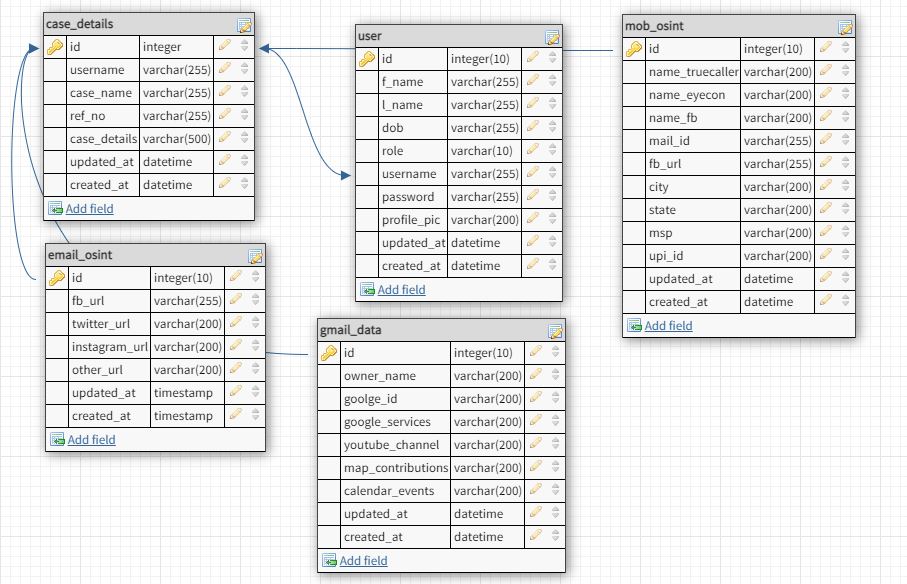 case_details
id integer
username varchar(255)
case_name varchar(255)
ref_no varchar(255)
case_details varchar(500)
updated_at datetime
created_at datetime
Add field
user
id integer(10)
f_name varchar(255)
l_name varchar(255)
dob varchar(255)
role varchar(10)
username varchar(255)
password varchar(255)
profile_pic varchar(200)
updated_at datetime
created_at datetime
Add field
mob_osint
id integer(10)
name_truecaller varchar(200)
name_eyecon varchar(200)
name_fb varchar(200)
mail_id varchar(255)
fb_url varchar(255)
city varchar(200)
state varchar(200)
msp varchar(200)
upi_id varchar(200)
updated_at datetime
created_at datetime
Add field
email_osint
id integer(10)
fb_url varchar(255)
twitter_url varchar(200)
instagram_url varchar(200)
other_url varchar(200)
updated_at timestamp
created_at timestamp
Add field
gmail_data
id integer(10)
owner_name varchar(200)
goolge_id varchar(200)
google_services varchar(200)
youtube_channel varchar(200)
map_contributions varchar(200)
calendar_events varchar(200)
updated_at datetime
created_at datetime
Add field